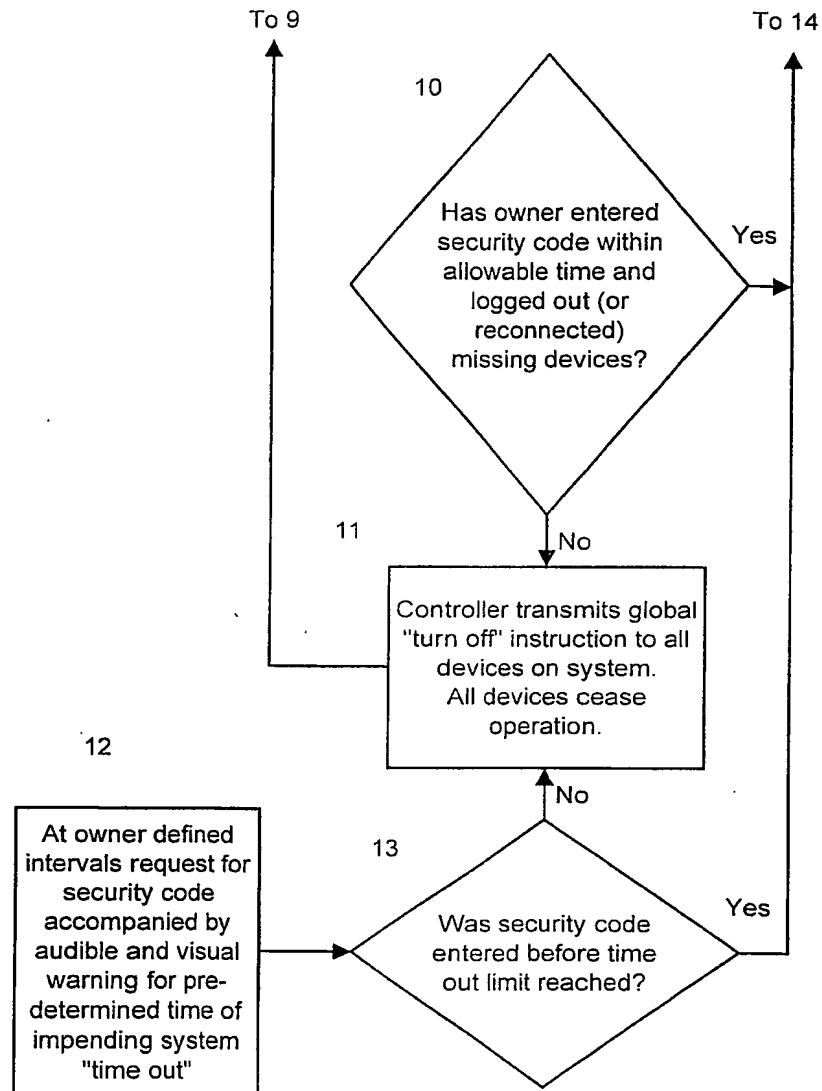 To 9
To 14
10
Has owner entered
security code within
allowable time and
logged out (or
reconnected)
missing devices?
Yes
No
11
Controller transmits global
"turn off" instruction to all
devices on system.
All devices cease
operation.
12
At owner defined
intervals request for
security code
accompanied by
audible and visual
warning for pre-
determined time of
impending system
"time out"
No
13
Was security code
entered before time
out limit reached?
Yes